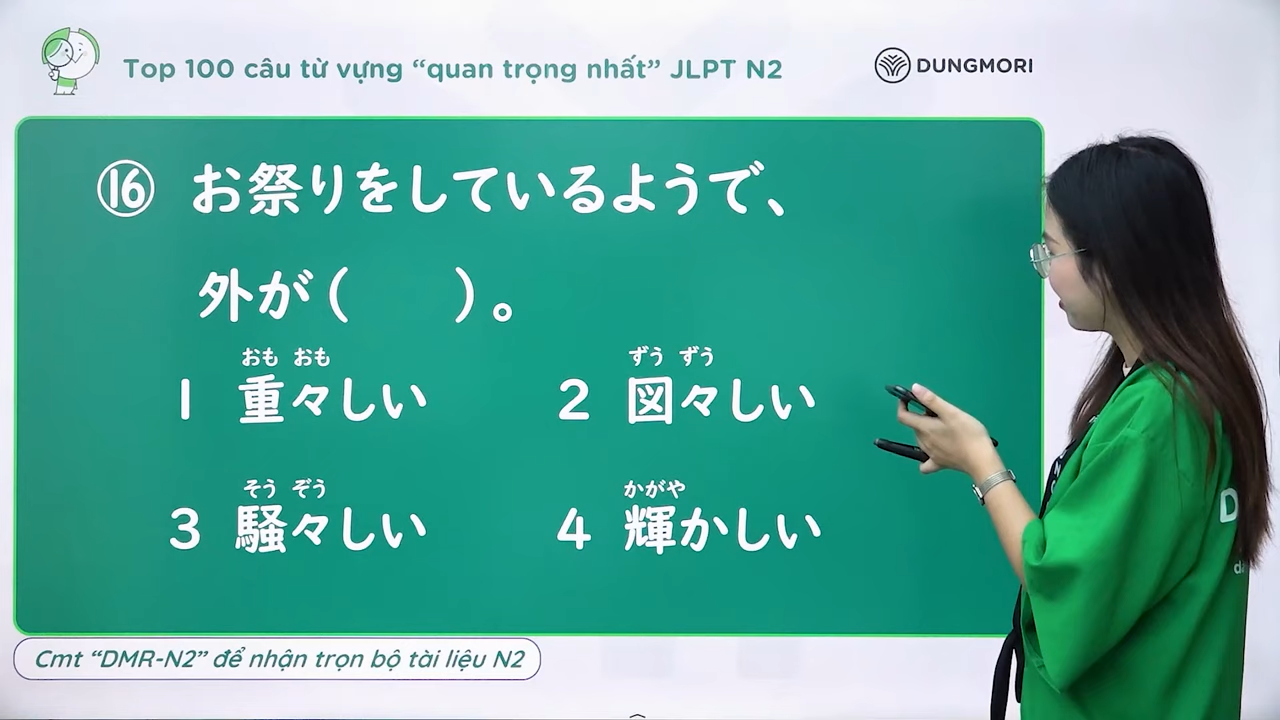 Top 100 câu từ vựng “quan trọng nhất” JLPT N2
DUNGMORI
⑯ お祭りをしているようで、
外が（　　）。
おも おも
1 重々しい
ずう ずう
2 図々しい
そう ぞう
3 騒々しい
かがや
4 輝かしい
Cmt “DMR-N2” để nhận trọn bộ tài liệu N2